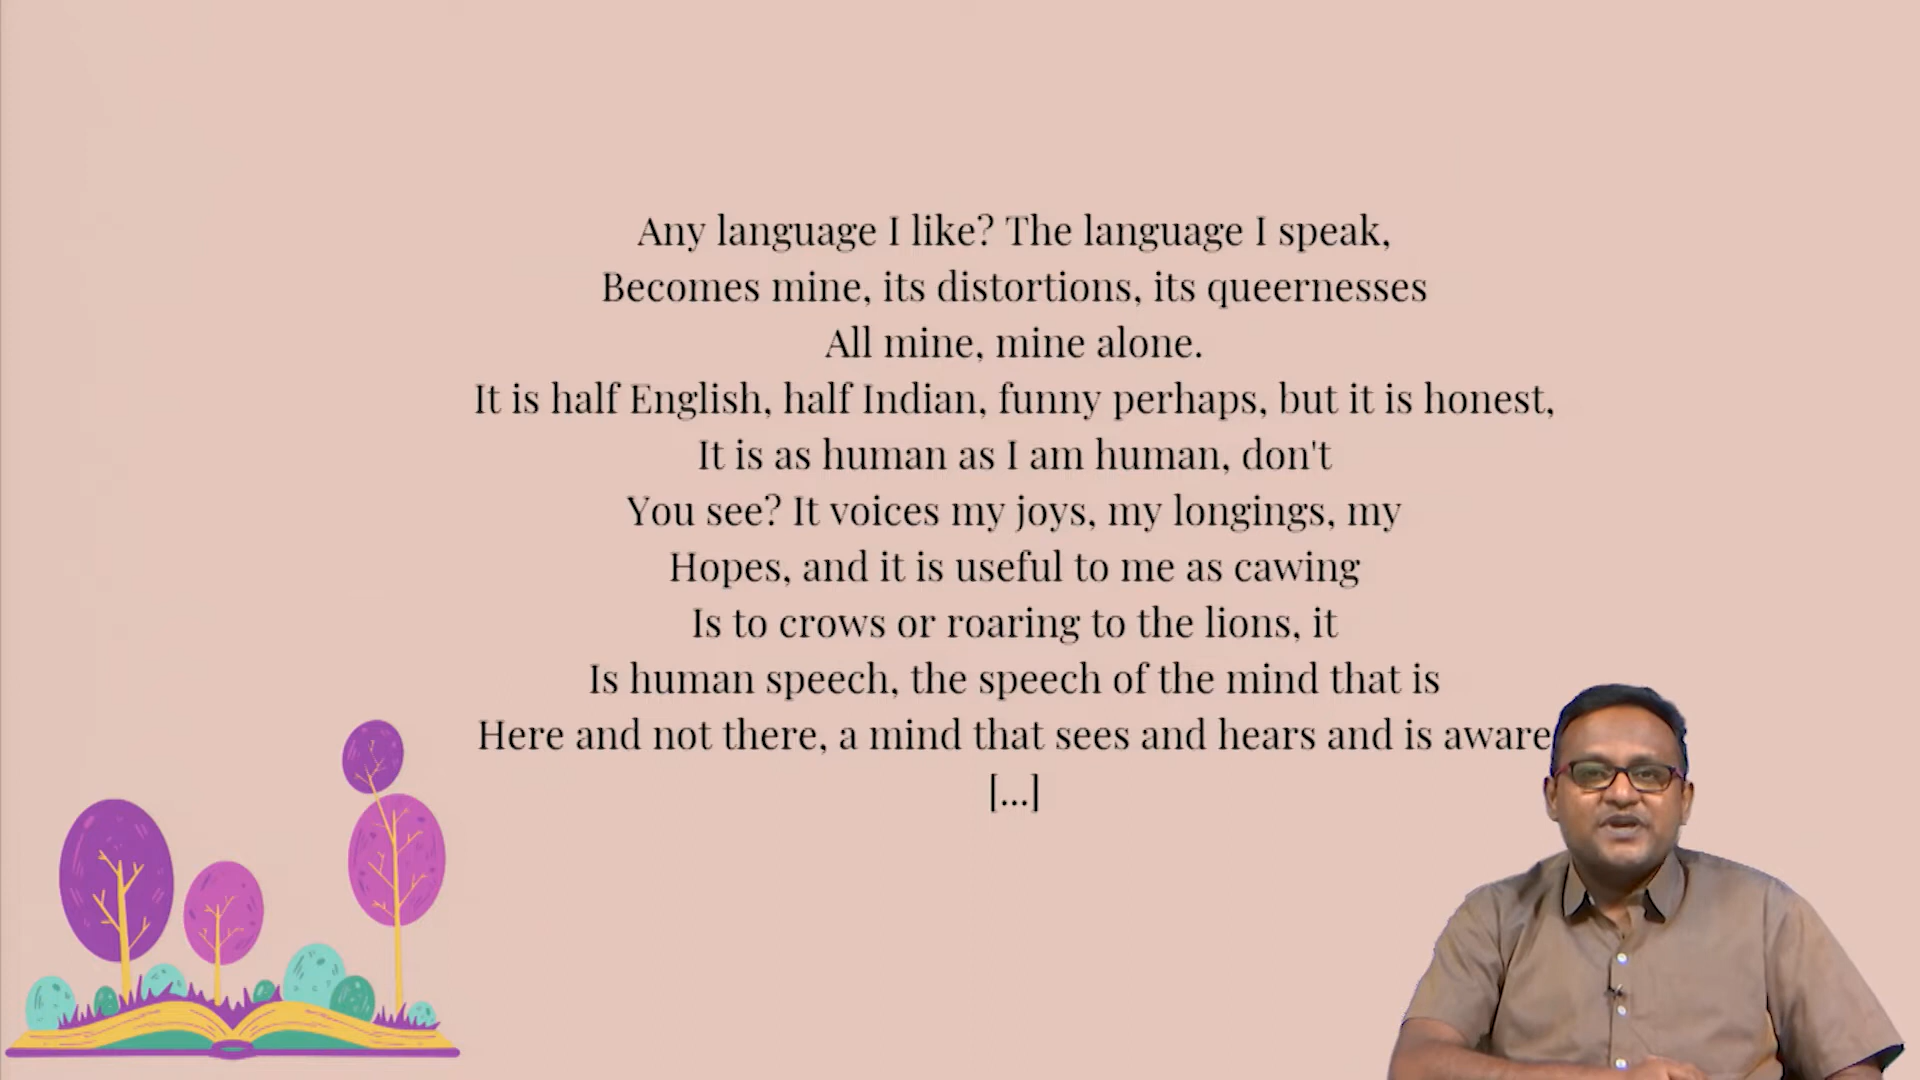 Any language I like? The language I speak,
Becomes mine, its distortions, its queernesses
All mine, mine alone.
It is half English, half Indian, funny perhaps, but it is honest,
It is as human as I am human, don't
You see? It voices my joys, my longings, my
Hopes, and it is useful to me as cawing
Is to crows or roaring to the lions, it
Is human speech, the speech of the mind that is
Here and not there, a mind that sees and hears and is aware
[...]